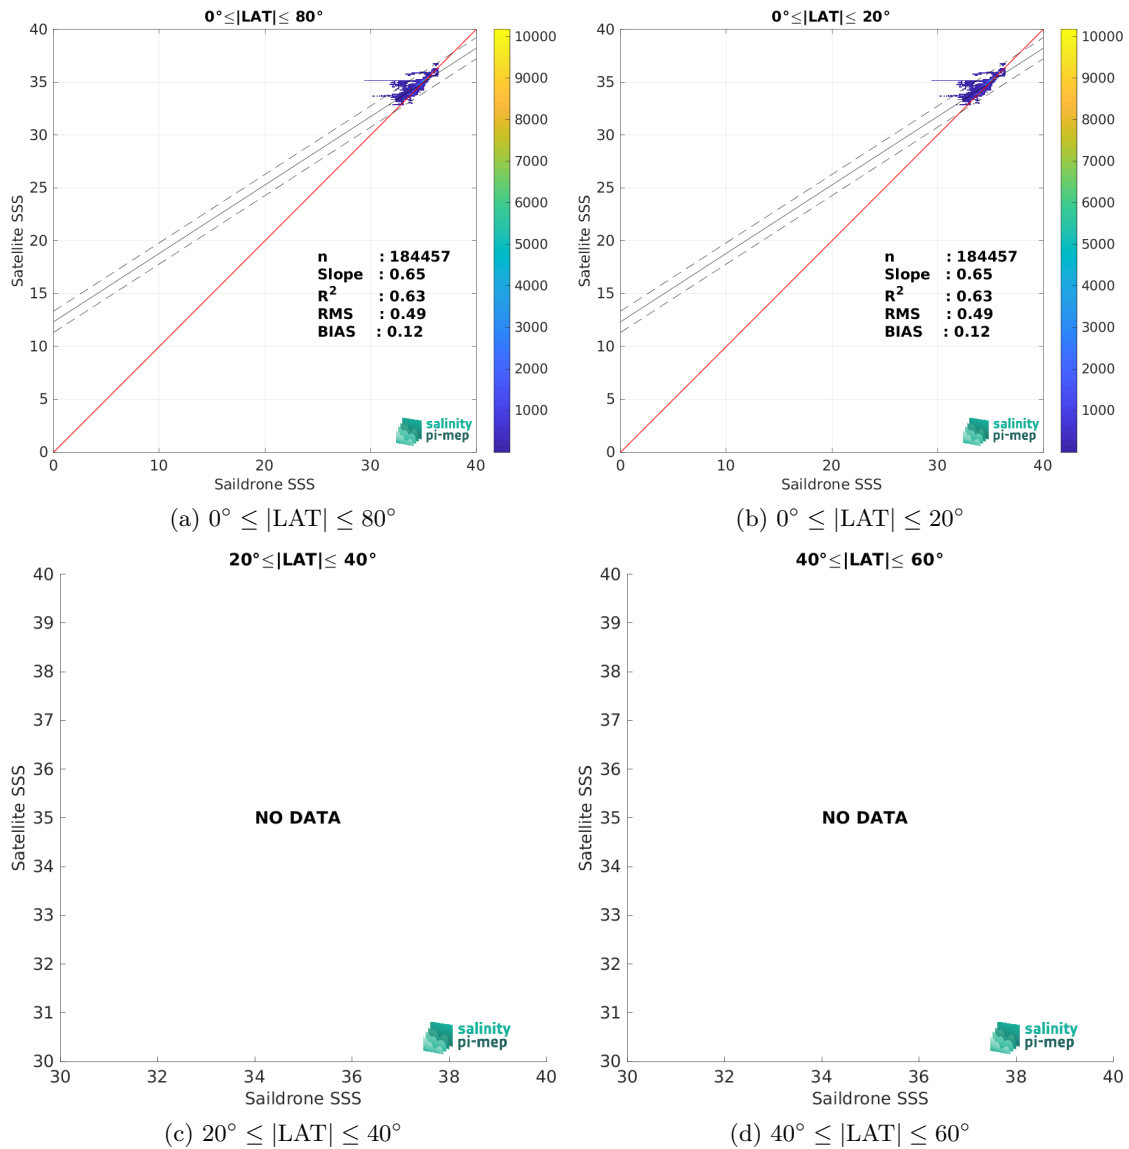 0°≤|LAT|≤ 80°
40
35
30
25
20
15
10
5
0
Satellite SSS
n : 184457
Slope : 0.65
R² : 0.63
RMS : 0.49
BIAS : 0.12
salinity
pi-mep
0 10 20 30 40
Saildrone SSS
10000
9000
8000
7000
6000
5000
4000
3000
2000
1000
(a) 0° ≤ |LAT| ≤ 80°
0°≤|LAT|≤ 20°
40
35
30
25
20
15
10
5
0
Satellite SSS
n : 184457
Slope : 0.65
R² : 0.63
RMS : 0.49
BIAS : 0.12
salinity
pi-mep
0 10 20 30 40
Saildrone SSS
10000
9000
8000
7000
6000
5000
4000
3000
2000
1000
(b) 0° ≤ |LAT| ≤ 20°
20°≤|LAT|≤ 40°
40
39
38
37
36
35
34
33
32
31
30
Satellite SSS
NO DATA
salinity
pi-mep
30 32 34 36 38 40
Saildrone SSS
(c) 20° ≤ |LAT| ≤ 40°
40°≤|LAT|≤ 60°
40
39
38
37
36
35
34
33
32
31
30
Satellite SSS
NO DATA
salinity
pi-mep
30 32 34 36 38 40
Saildrone SSS
(d) 40° ≤ |LAT| ≤ 60°